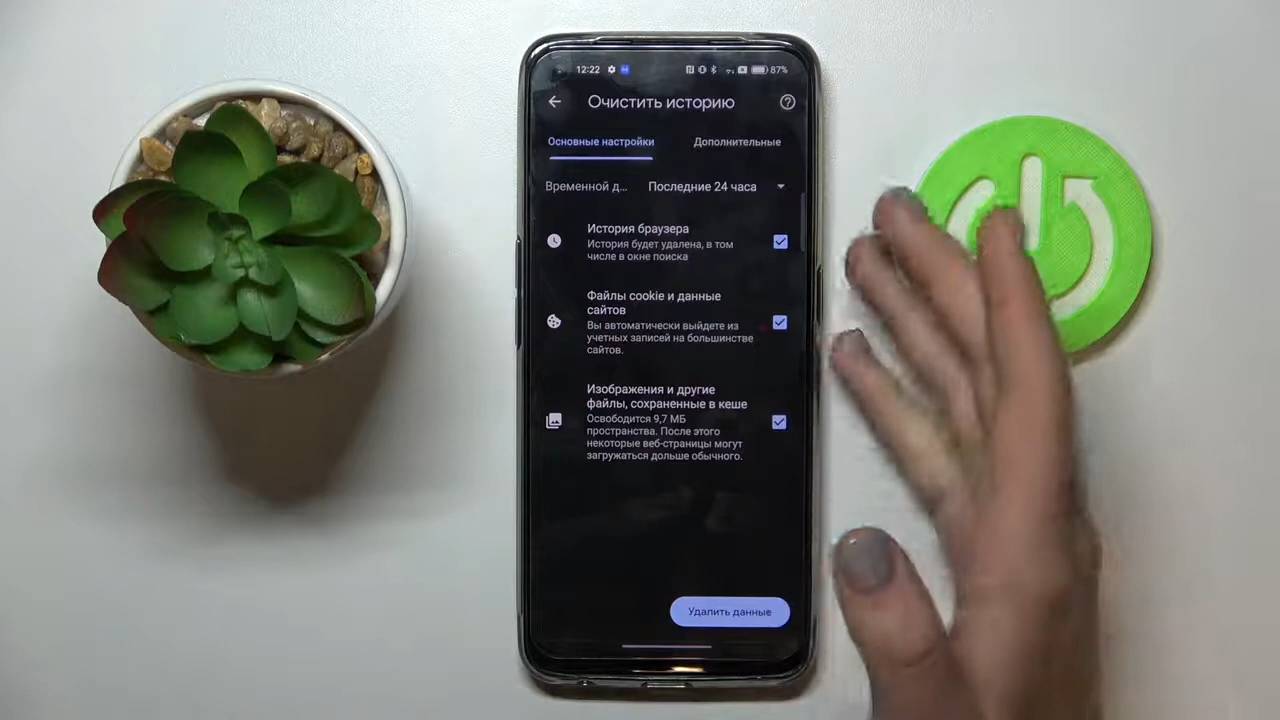 12:22 87%
Очистить историю
Основные настройки Дополнительные
Временной д... Последние 24 часа
История браузера
История будет удалена, в том
числе в окне поиска
Файлы cookie и данные
сайтов
Вы автоматически выйдете из
учетных записей на большинстве
сайтов.
Изображения и другие
файлы, сохраненные в кеше
Освободится 9,7 МБ
пространства. После этого
некоторые веб-страницы могут
загружаться дольше обычного.
Удалить данные